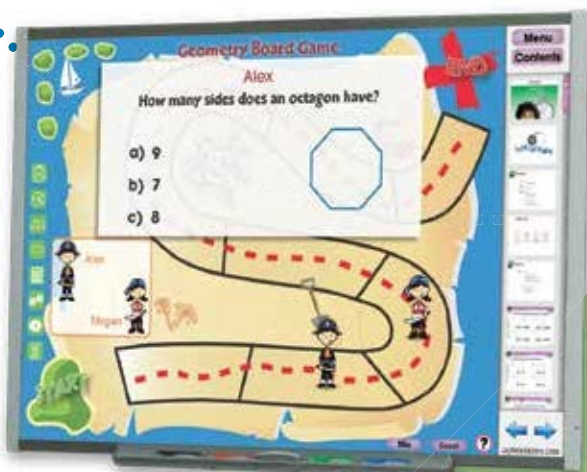 Menu
Contents
Geometry Board Game
Alex
How many sides does an octagon have?
a) 9
b) 7
c) 8
Alex
Megan
START
?